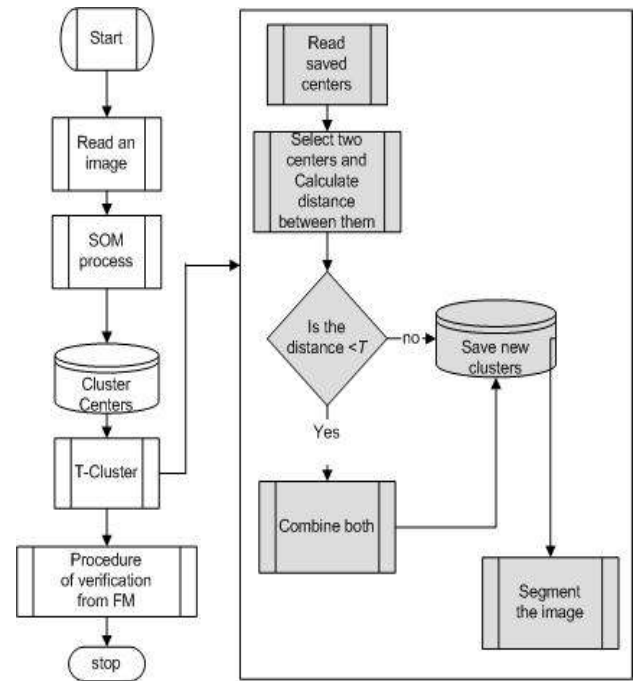 Start
Read an
image
SOM
process
Cluster
Centers
T-Cluster
Procedure
of verification
from FM
stop
Read
saved
centers
Select two
centers and
Calculate
distance
between them
Is the
distance <T
no
Save new
clusters
Yes
Combine both
Segment
the image